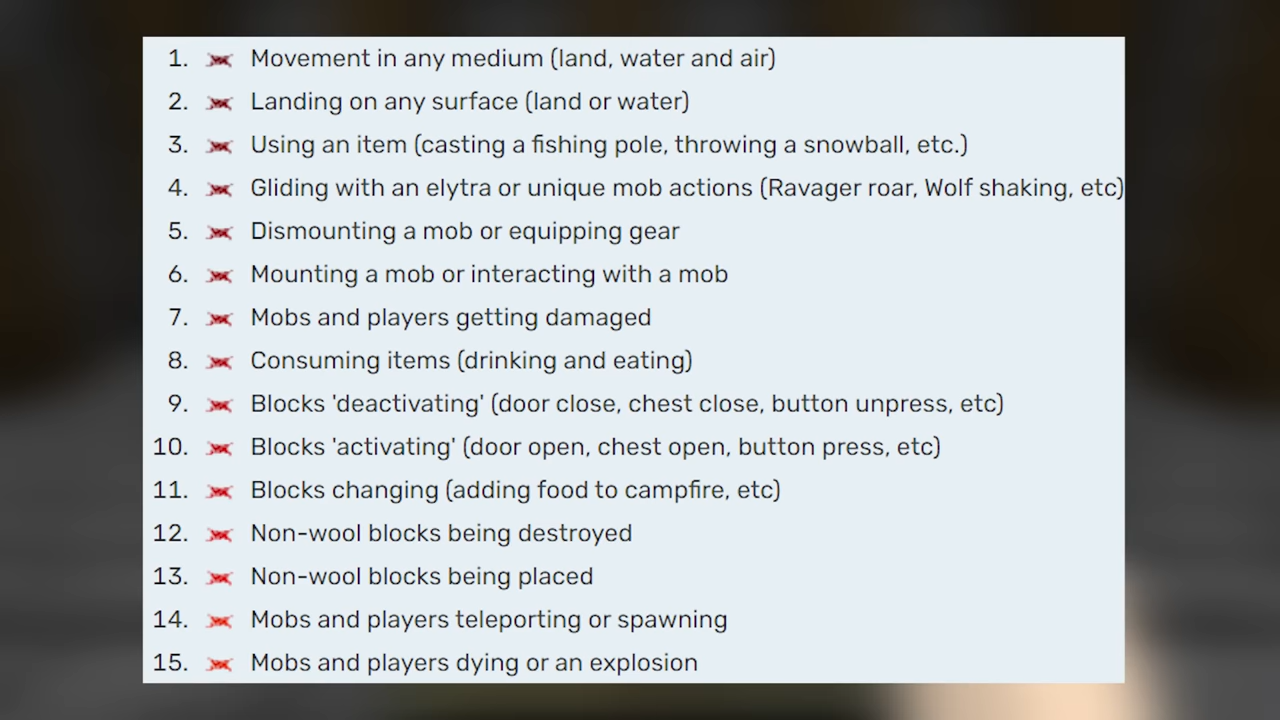 1. Movement in any medium (land, water and air)
2. Landing on any surface (land or water)
3. Using an item (casting a fishing pole, throwing a snowball, etc.)
4. Gliding with an elytra or unique mob actions (Ravager roar, Wolf shaking, etc)
5. Dismounting a mob or equipping gear
6. Mounting a mob or interacting with a mob
7. Mobs and players getting damaged
8. Consuming items (drinking and eating)
9. Blocks 'deactivating' (door close, chest close, button unpress, etc)
10. Blocks 'activating' (door open, chest open, button press, etc)
11. Blocks changing (adding food to campfire, etc)
12. Non-wool blocks being destroyed
13. Non-wool blocks being placed
14. Mobs and players teleporting or spawning
15. Mobs and players dying or an explosion